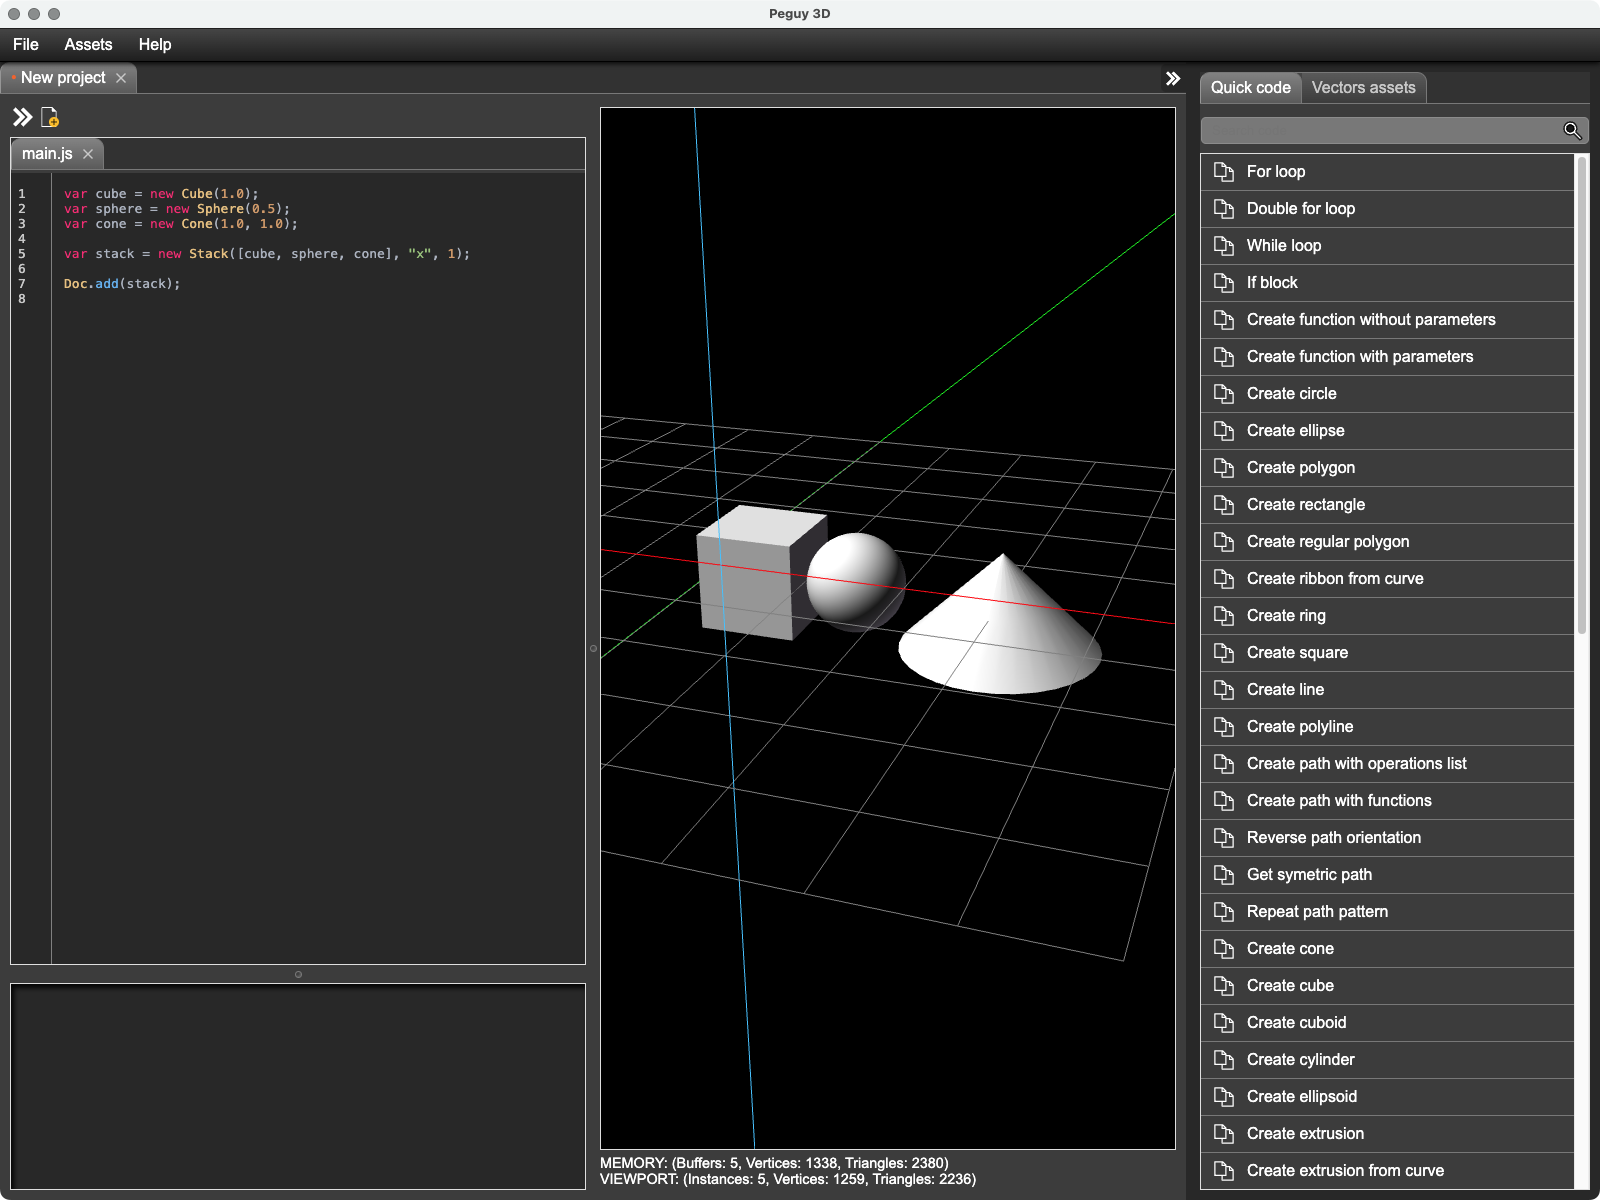 Peguy 3D
File Assets Help
New project
main.js
1 var cube = new Cube(1.0);
2 var sphere = new Sphere(0.5);
3 var cone = new Cone(1.0, 1.0);
4
5 var stack = new Stack([cube, sphere, cone], "x", 1);
6
7 Doc.add(stack);
8
MEMORY: (Buffers: 5, Vertices: 1338, Triangles: 2380)
VIEWPORT: (Instances: 5, Vertices: 1259, Triangles: 2236)
Quick code Vectors assets
For loop
Double for loop
While loop
If block
Create function without parameters
Create function with parameters
Create circle
Create ellipse
Create polygon
Create rectangle
Create regular polygon
Create ribbon from curve
Create ring
Create square
Create line
Create polyline
Create path with operations list
Create path with functions
Reverse path orientation
Get symetric path
Repeat path pattern
Create cone
Create cube
Create cuboid
Create cylinder
Create ellipsoid
Create extrusion
Create extrusion from curve